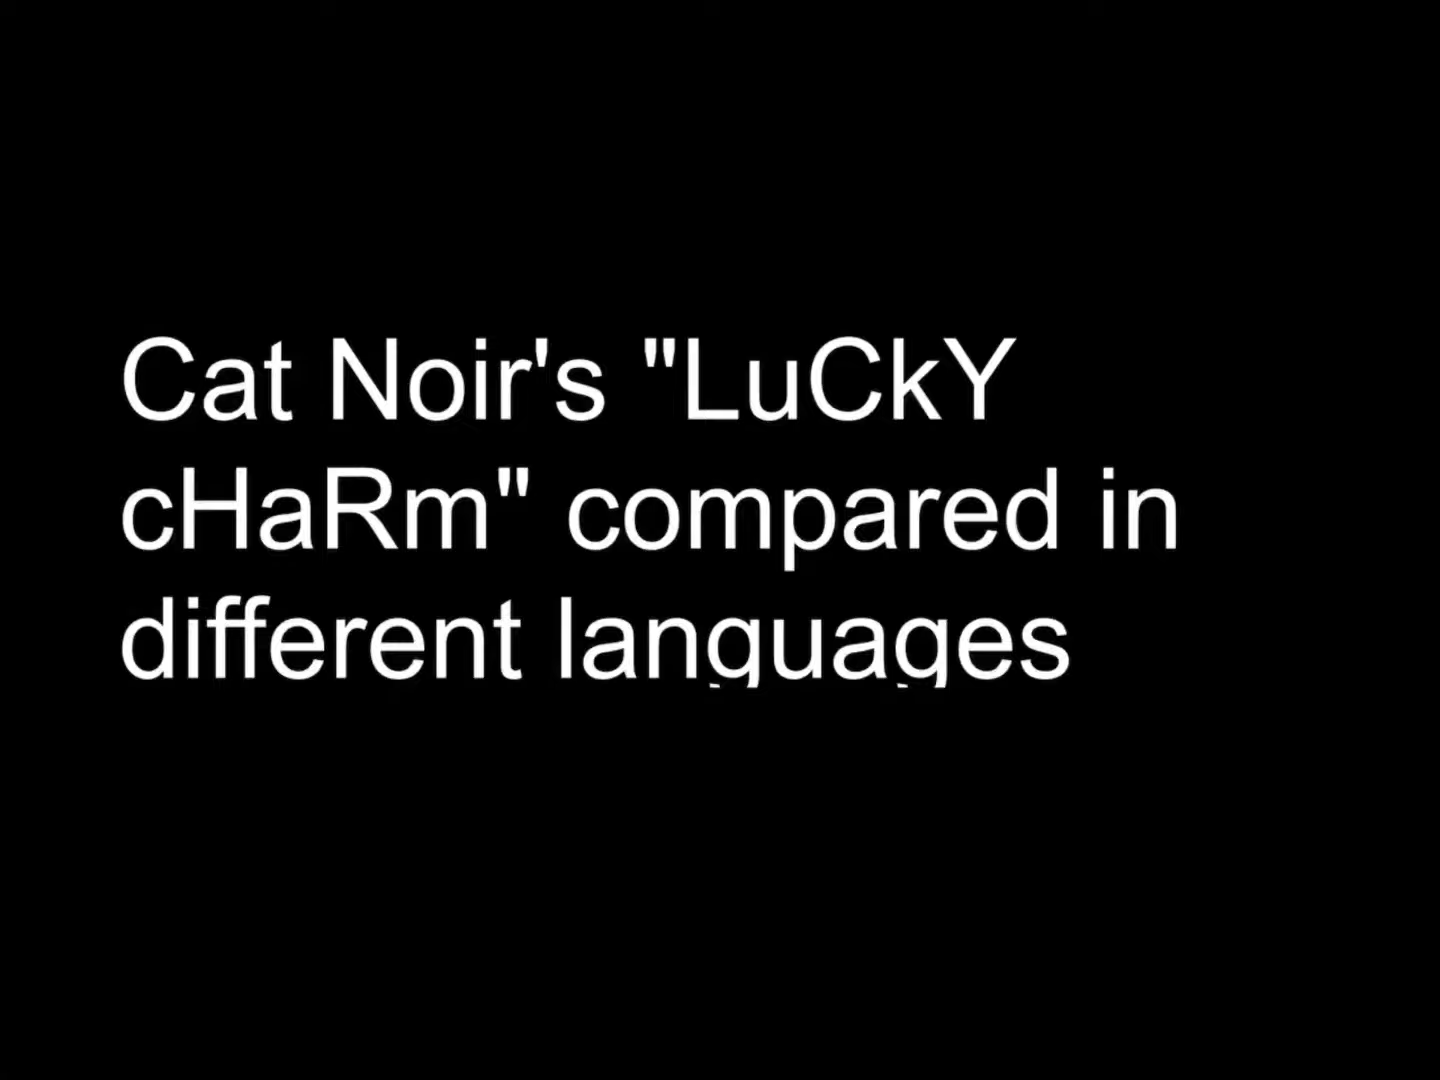 Cat Noir's "LuCkY
cHaRm" compared in
different languages